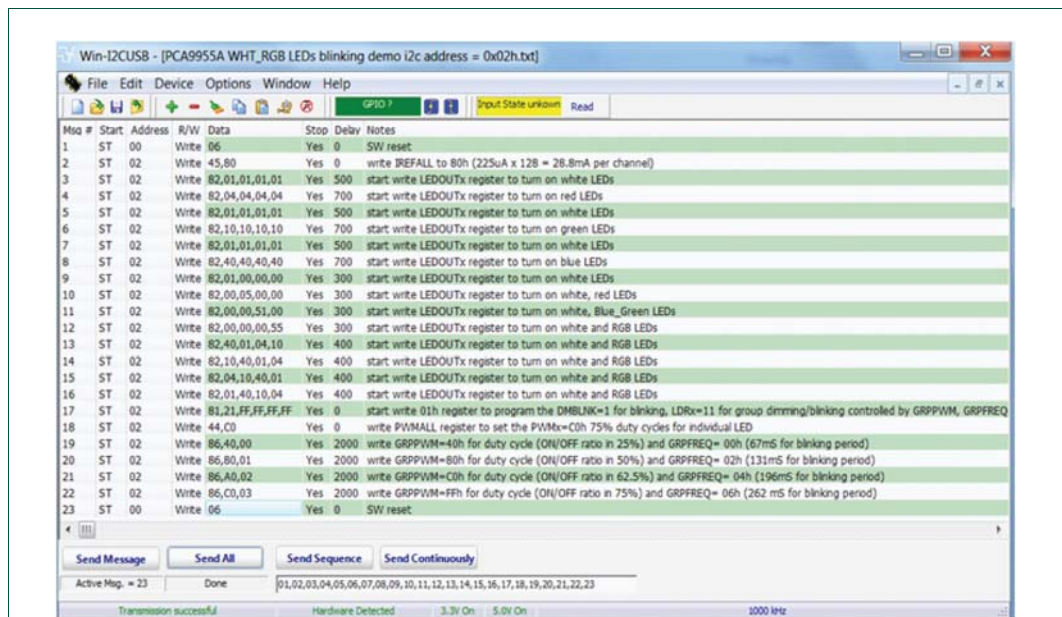 Win-I2CUSB - [PCA9955A WHT_RGB LEDs blinking demo i2c address = 0x02h.txt]
File Edit Device Options Window Help
GPIO ? Input State unkown Read
Msg # Start Address R/W Data Stop Delay Notes
1 ST 00 Write 06 Yes 0 SW reset
2 ST 02 Write 45,80 Yes 0 write IREFALL to 80h (225uA x 128 = 28.8mA per channel)
3 ST 02 Write 82,01,01,01,01 Yes 500 start write LEDOUTx register to turn on white LEDs
4 ST 02 Write 82,04,04,04,04 Yes 700 start write LEDOUTx register to turn on red LEDs
5 ST 02 Write 82,01,01,01,01 Yes 500 start write LEDOUTx register to turn on white LEDs
6 ST 02 Write 82,10,10,10,10 Yes 700 start write LEDOUTx register to turn on green LEDs
7 ST 02 Write 82,01,01,01,01 Yes 500 start write LEDOUTx register to turn on white LEDs
8 ST 02 Write 82,40,40,40,40 Yes 700 start write LEDOUTx register to turn on blue LEDs
9 ST 02 Write 82,01,00,00,00 Yes 300 start write LEDOUTx register to turn on white LEDs
10 ST 02 Write 82,00,05,00,00 Yes 300 start write LEDOUTx register to turn on white, red LEDs
11 ST 02 Write 82,00,00,51,00 Yes 300 start write LEDOUTx register to turn on white, Blue_Green LEDs
12 ST 02 Write 82,00,00,00,55 Yes 300 start write LEDOUTx register to turn on white and RGB LEDs
13 ST 02 Write 82,40,01,04,10 Yes 400 start write LEDOUTx register to turn on white and RGB LEDs
14 ST 02 Write 82,10,40,01,04 Yes 400 start write LEDOUTx register to turn on white and RGB LEDs
15 ST 02 Write 82,04,10,40,01 Yes 400 start write LEDOUTx register to turn on white and RGB LEDs
16 ST 02 Write 82,01,40,10,04 Yes 400 start write LEDOUTx register to turn on white and RGB LEDs
17 ST 02 Write 81,21,FF,FF,FF,FF Yes 0 start write 01h register to program the DMBLNK=1 for blinking, LDRx=11 for group dimming/blinking controlled by GRPPWM, GRPFREQ
18 ST 02 Write 44,C0 Yes 0 write PWMALL register to set the PWMx=C0h 75% duty cycles for individual LED
19 ST 02 Write 86,40,00 Yes 2000 write GRPPWM=40h for duty cycle (ON/OFF ratio in 25%) and GRPFREQ= 00h (67mS for blinking period)
20 ST 02 Write 86,80,01 Yes 2000 write GRPPWM=80h for duty cycle (ON/OFF ratio in 50%) and GRPFREQ= 02h (131mS for blinking period)
21 ST 02 Write 86,A0,02 Yes 2000 write GRPPWM=C0h for duty cycle (ON/OFF ratio in 62.5%) and GRPFREQ= 04h (196mS for blinking period)
22 ST 02 Write 86,C0,03 Yes 2000 write GRPPWM=FFh for duty cycle (ON/OFF ratio in 75%) and GRPFREQ= 06h (262 mS for blinking period)
23 ST 00 Write 06 Yes 0 SW reset
Send Message Send All Send Sequence Send Continuously
Active Msg. = 23 Done 01,02,03,04,05,06,07,08,09,10,11,12,13,14,15,16,17,18,19,20,21,22,23
Transmission successful Hardware Detected 3.3V On 5.0V On 1000 kHz